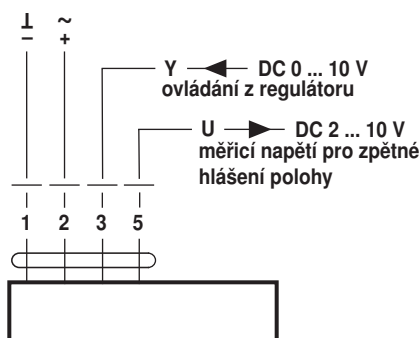 ⊥ ~
− +
Y DC 0 ... 10 V
ovládání z regulátoru
U DC 2 ... 10 V
měřicí napětí pro zpětné
hlášení polohy
1 2 3 5